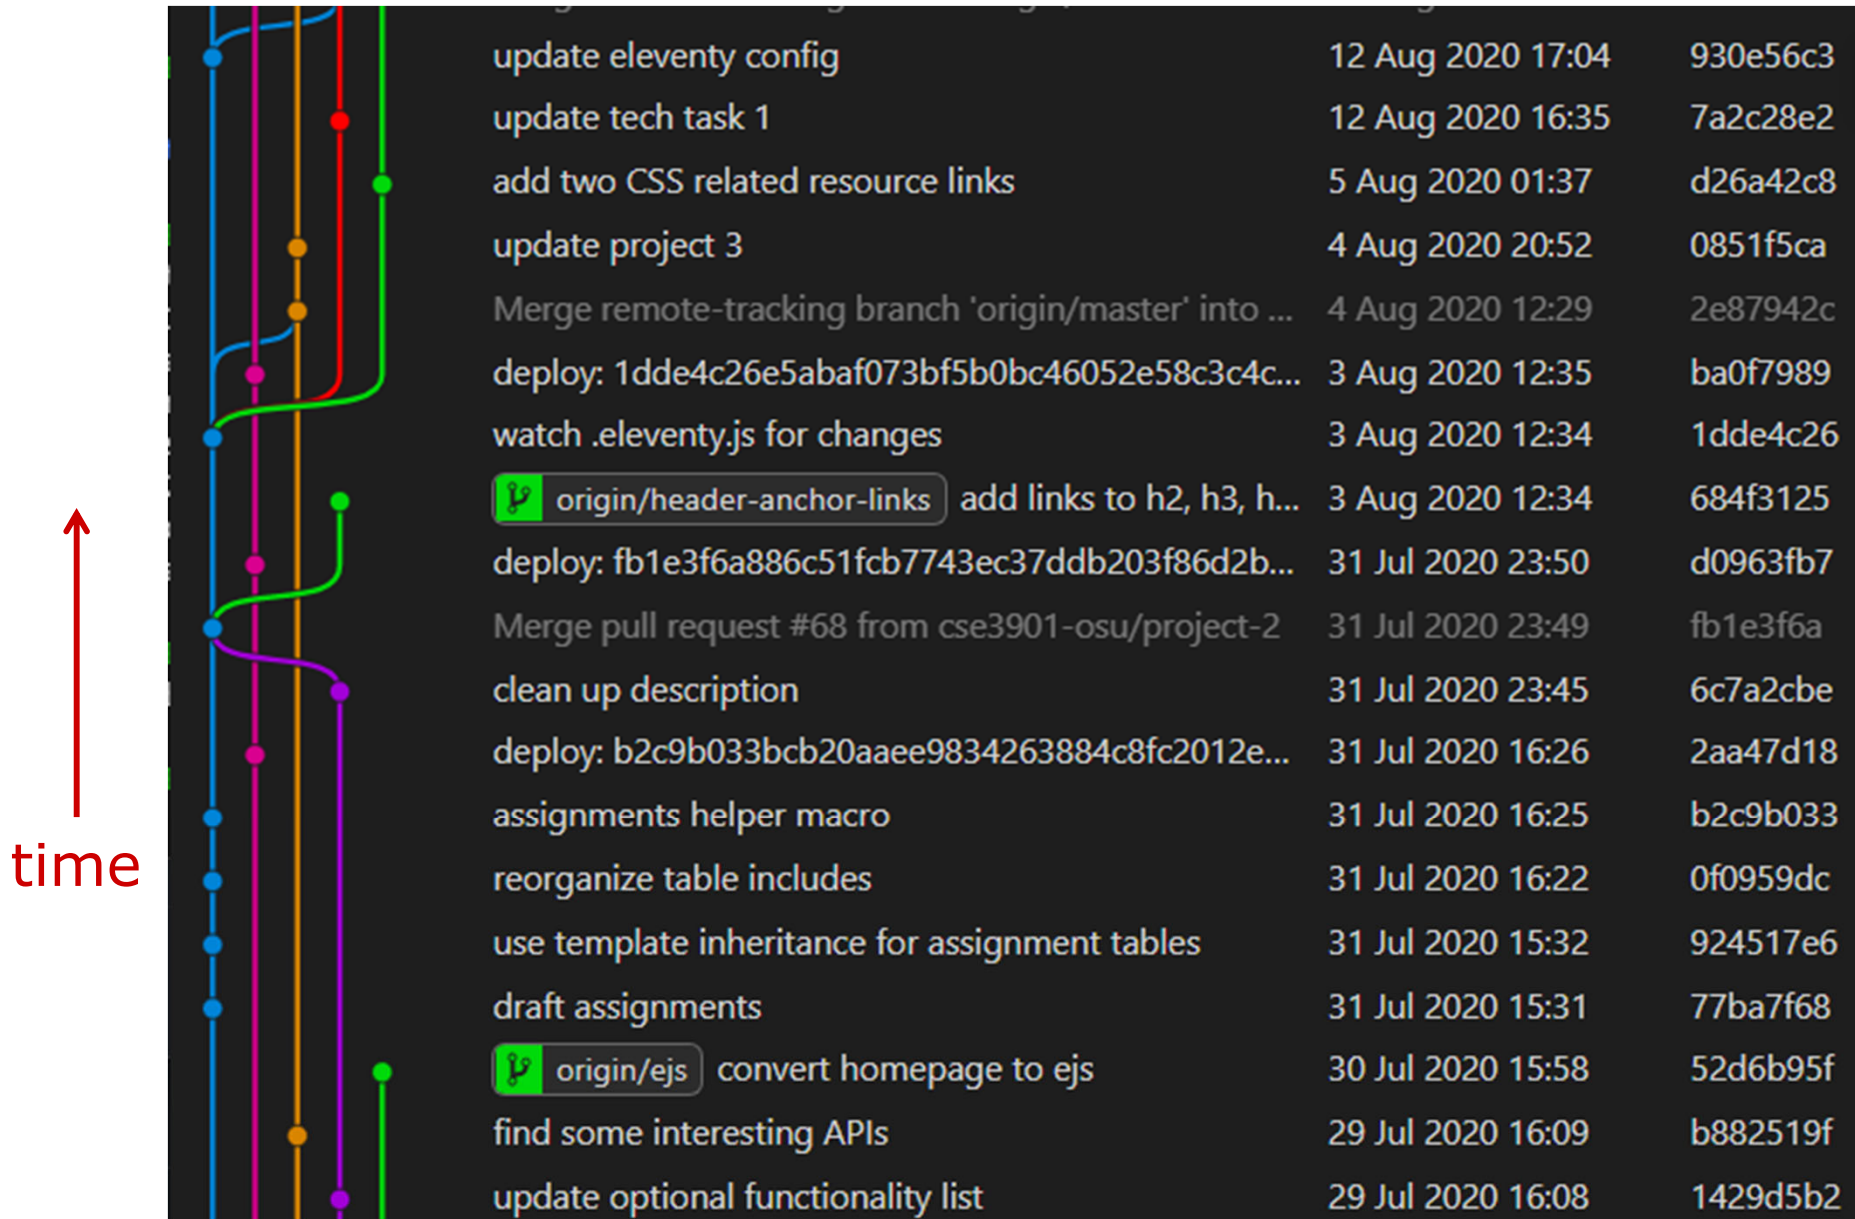 update eleventy config 12 Aug 2020 17:04 930e56c3
update tech task 1 12 Aug 2020 16:35 7a2c28e2
add two CSS related resource links 5 Aug 2020 01:37 d26a42c8
update project 3 4 Aug 2020 20:52 0851f5ca
Merge remote-tracking branch 'origin/master' into ... 4 Aug 2020 12:29 2e87942c
deploy: 1dde4c26e5abaf073bf5b0bc46052e58c3c4c... 3 Aug 2020 12:35 ba0f7989
watch .eleventy.js for changes 3 Aug 2020 12:34 1dde4c26
origin/header-anchor-links add links to h2, h3, h... 3 Aug 2020 12:34 684f3125
deploy: fb1e3f6a886c51fcb7743ec37ddb203f86d2b... 31 Jul 2020 23:50 d0963fb7
Merge pull request #68 from cse3901-osu/project-2 31 Jul 2020 23:49 fb1e3f6a
clean up description 31 Jul 2020 23:45 6c7a2cbe
deploy: b2c9b033bcb20aaee9834263884c8fc2012e... 31 Jul 2020 16:26 2aa47d18
assignments helper macro 31 Jul 2020 16:25 b2c9b033
time
reorganize table includes 31 Jul 2020 16:22 0f0959dc
use template inheritance for assignment tables 31 Jul 2020 15:32 924517e6
draft assignments 31 Jul 2020 15:31 77ba7f68
origin/ejs convert homepage to ejs 30 Jul 2020 15:58 52d6b95f
find some interesting APIs 29 Jul 2020 16:09 b882519f
update optional functionality list 29 Jul 2020 16:08 1429d5b2